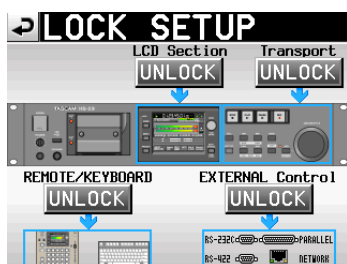 LOCK SETUP
LCD Section Transport
UNLOCK UNLOCK
TASCAM HS-20
REMOTE/KEYBOARD EXTERNAL Control
UNLOCK UNLOCK
RS-232C PARALLEL
RS-422 NETWORK